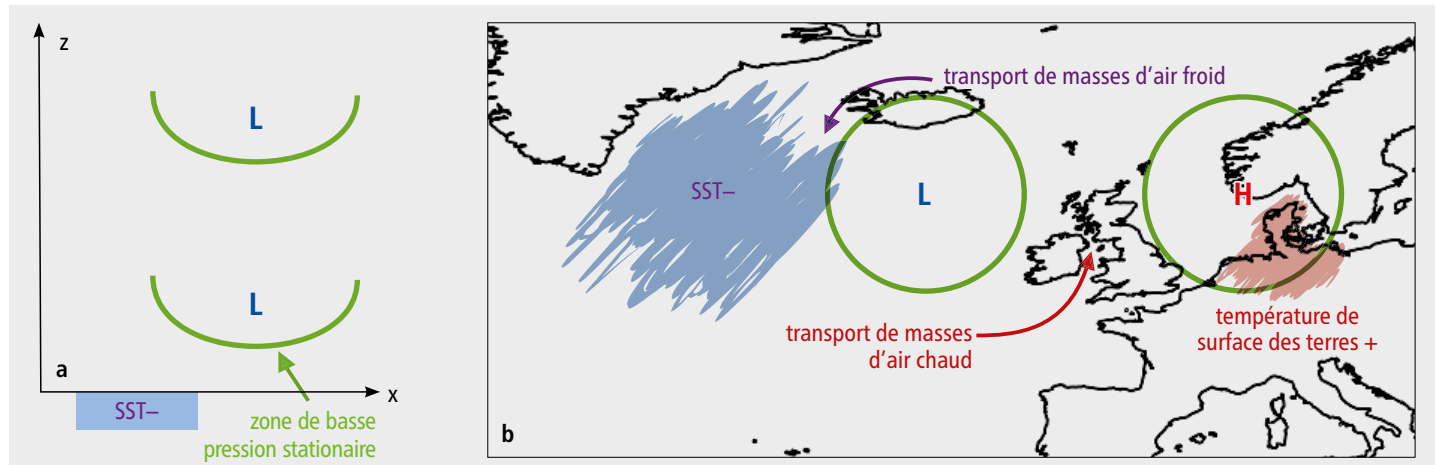 z
L
L
a
x
SST–
zone de basse
pression stationaire
transport de masses d'air froid
SST–
L
H
transport de masses
d'air chaud
température de
surface des terres +
b